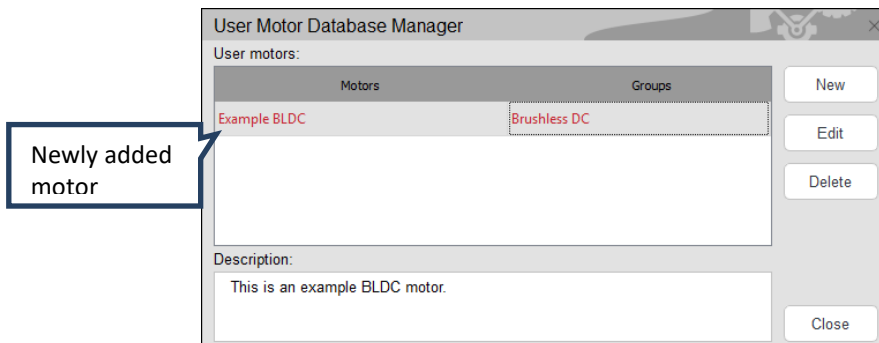 User Motor Database Manager
User motors:
Motors Groups
New
Example BLDC Brushless DC
Edit
Newly added
motor
Delete
Description:
This is an example BLDC motor.
Close